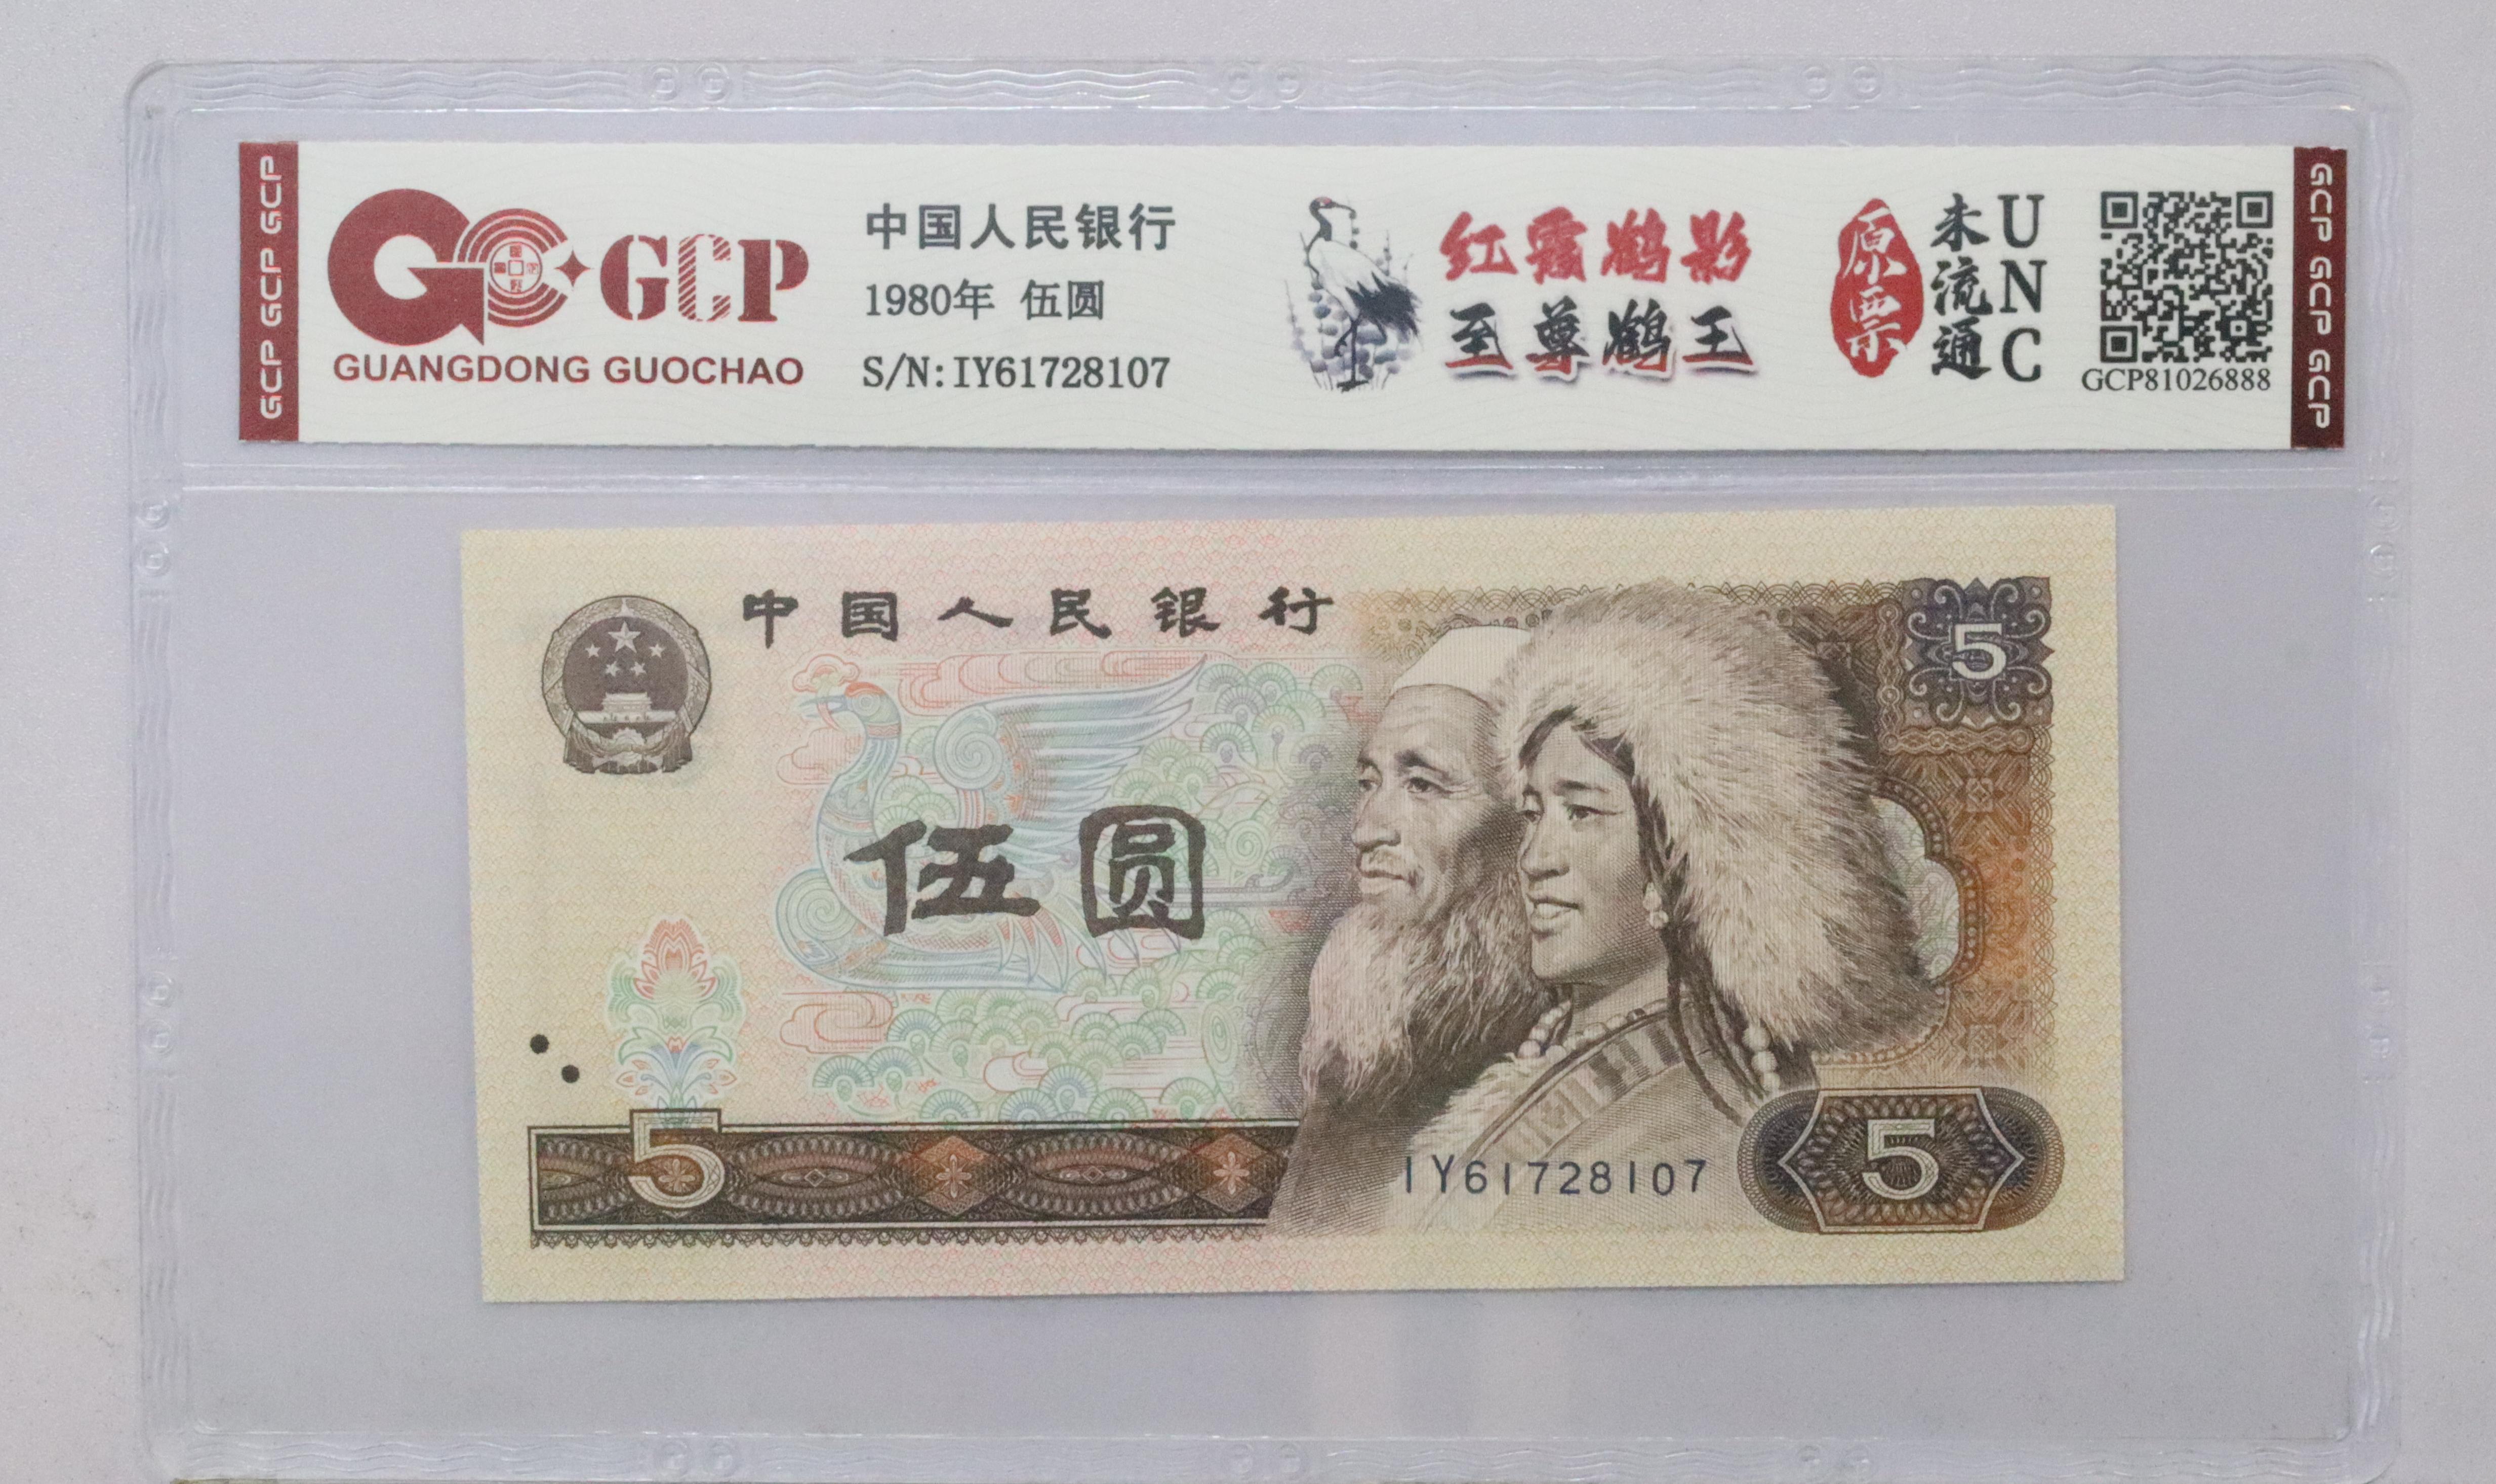 GCP GCP GCP
GCP
GUANGDONG GUOCHAO
中国人民银行
1980年 伍圆
S/N:IY61728107
红霞鹤影
至尊鹤王
原票
未流通
UNC
GCP81026888
GCP GCP GCP
中国人民银行
5
伍圆
5
IY61728107
5